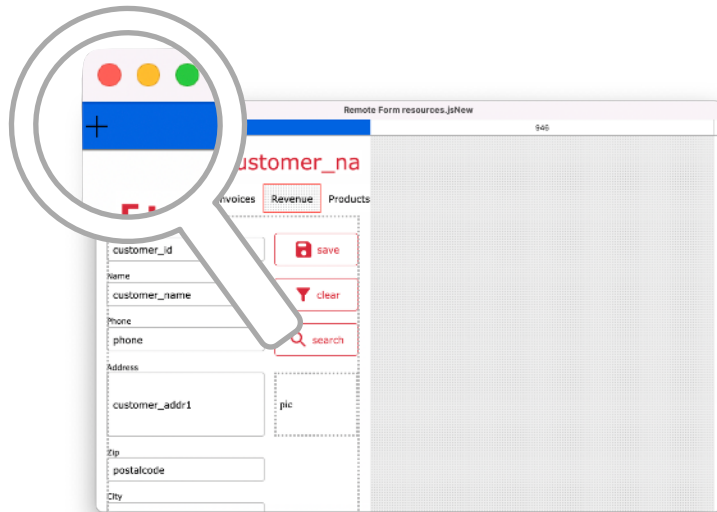 Remote Form resources.jsNew
946
ustomer_na
nvoices Revenue Products
customer_id
save
Name
customer_name
clear
Phone
phone
search
Address
customer_addr1
pic
Zip
postalcode
City